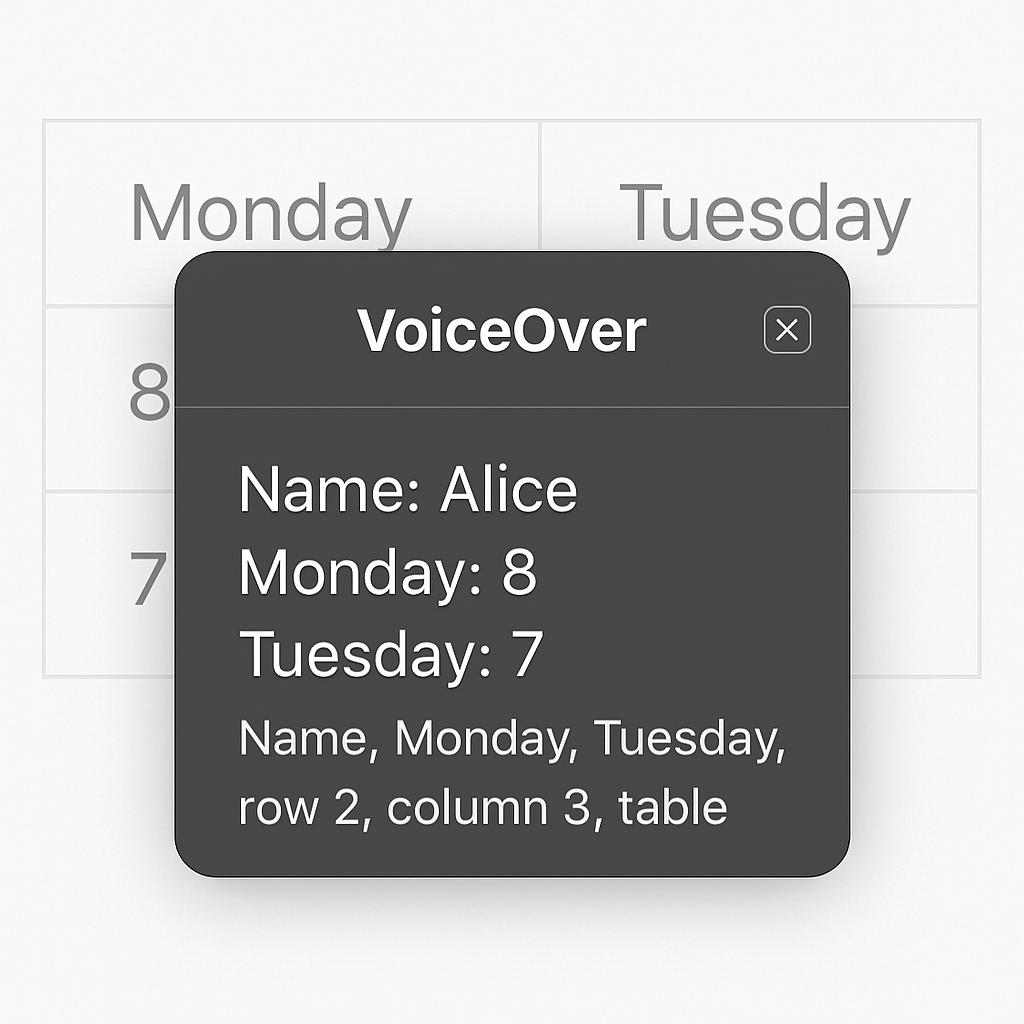 Monday Tuesday
8
7
VoiceOver
Name: Alice
Monday: 8
Tuesday: 7
Name, Monday, Tuesday,
row 2, column 3, table